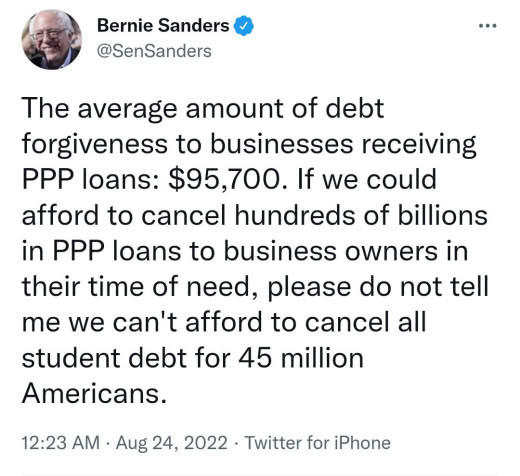 Bernie Sanders
@SenSanders
The average amount of debt
forgiveness to businesses receiving
PPP loans: $95,700. If we could
afford to cancel hundreds of billions
in PPP loans to business owners in
their time of need, please do not tell
me we can't afford to cancel all
student debt for 45 million
Americans.
12:23 AM · Aug 24, 2022 · Twitter for iPhone